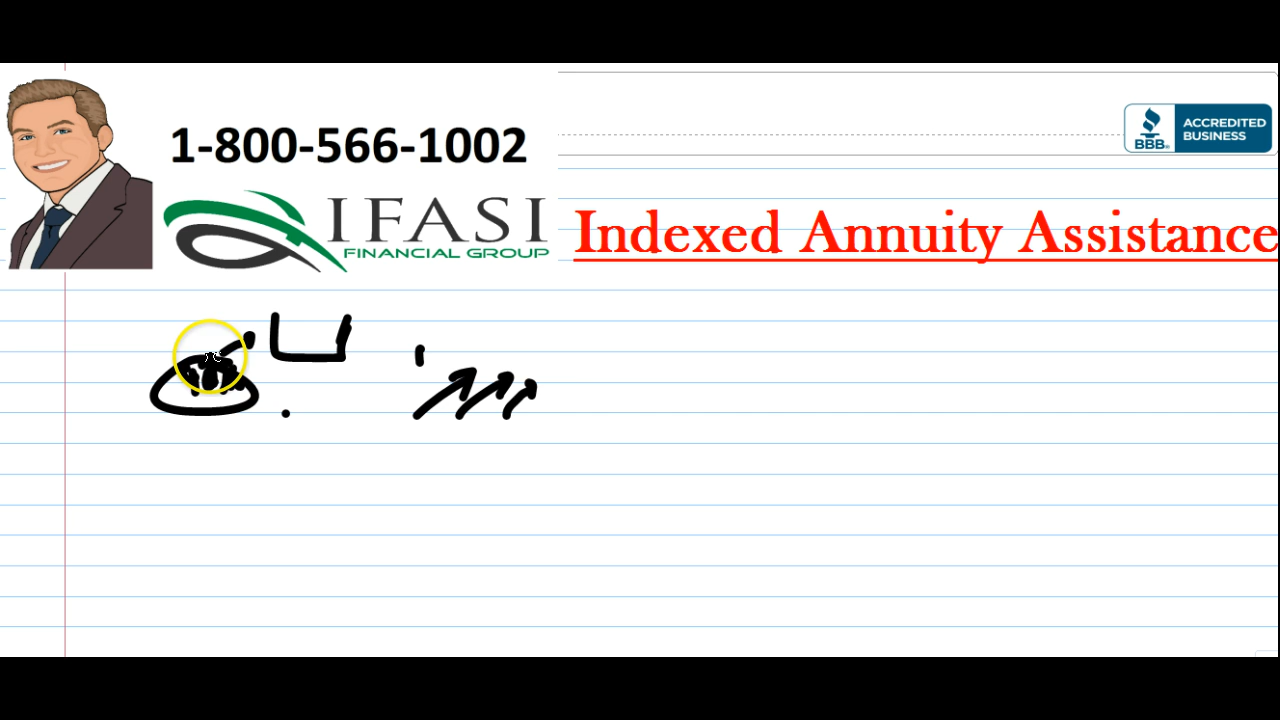 1-800-566-1002
ACCREDITED
BUSINESS
BBB
IFASI
FINANCIAL GROUP
Indexed Annuity Assistance